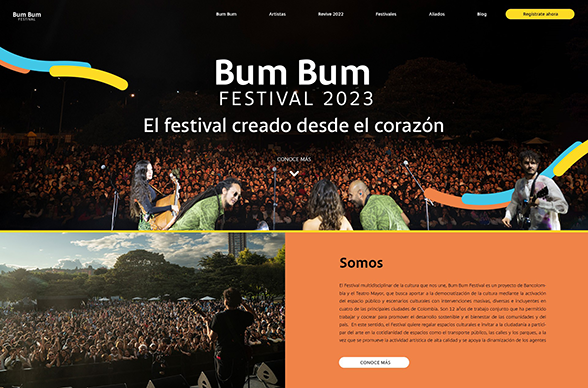 Bum Bum
FESTIVAL
Bum Bum
Artistas
Revive 2022
Festivales
Aliados
Blog
Regístrate ahora
Bum Bum
FESTIVAL 2023
El festival creado desde el corazón
CONOCE MÁS
Somos
El Festival multidisciplinar de la cultura que nos une, Bum Bum Festival es un proyecto de Bancolom-
bia y el Teatro Mayor, que busca aportar a la democratización de la cultura mediante la activación
del espacio público y escenarios culturales con intervenciones masivas, diversas e incluyentes en
cuatro de las principales ciudades de Colombia. Son 12 años de trabajo conjunto que ha permitido
trabajar y cocrear para promover el desarrollo sostenible y el bienestar de las comunidades y del
país. En este sentido, el Festival quiere regalar espacios culturales e invitar a la ciudadanía a partici-
par del arte en la cotidianidad de espacios como el transporte público, las calles y los parques, a la
vez que se promueve la actividad artística de alta calidad y se apoya la dinamización de los agentes
CONOCE MÁS